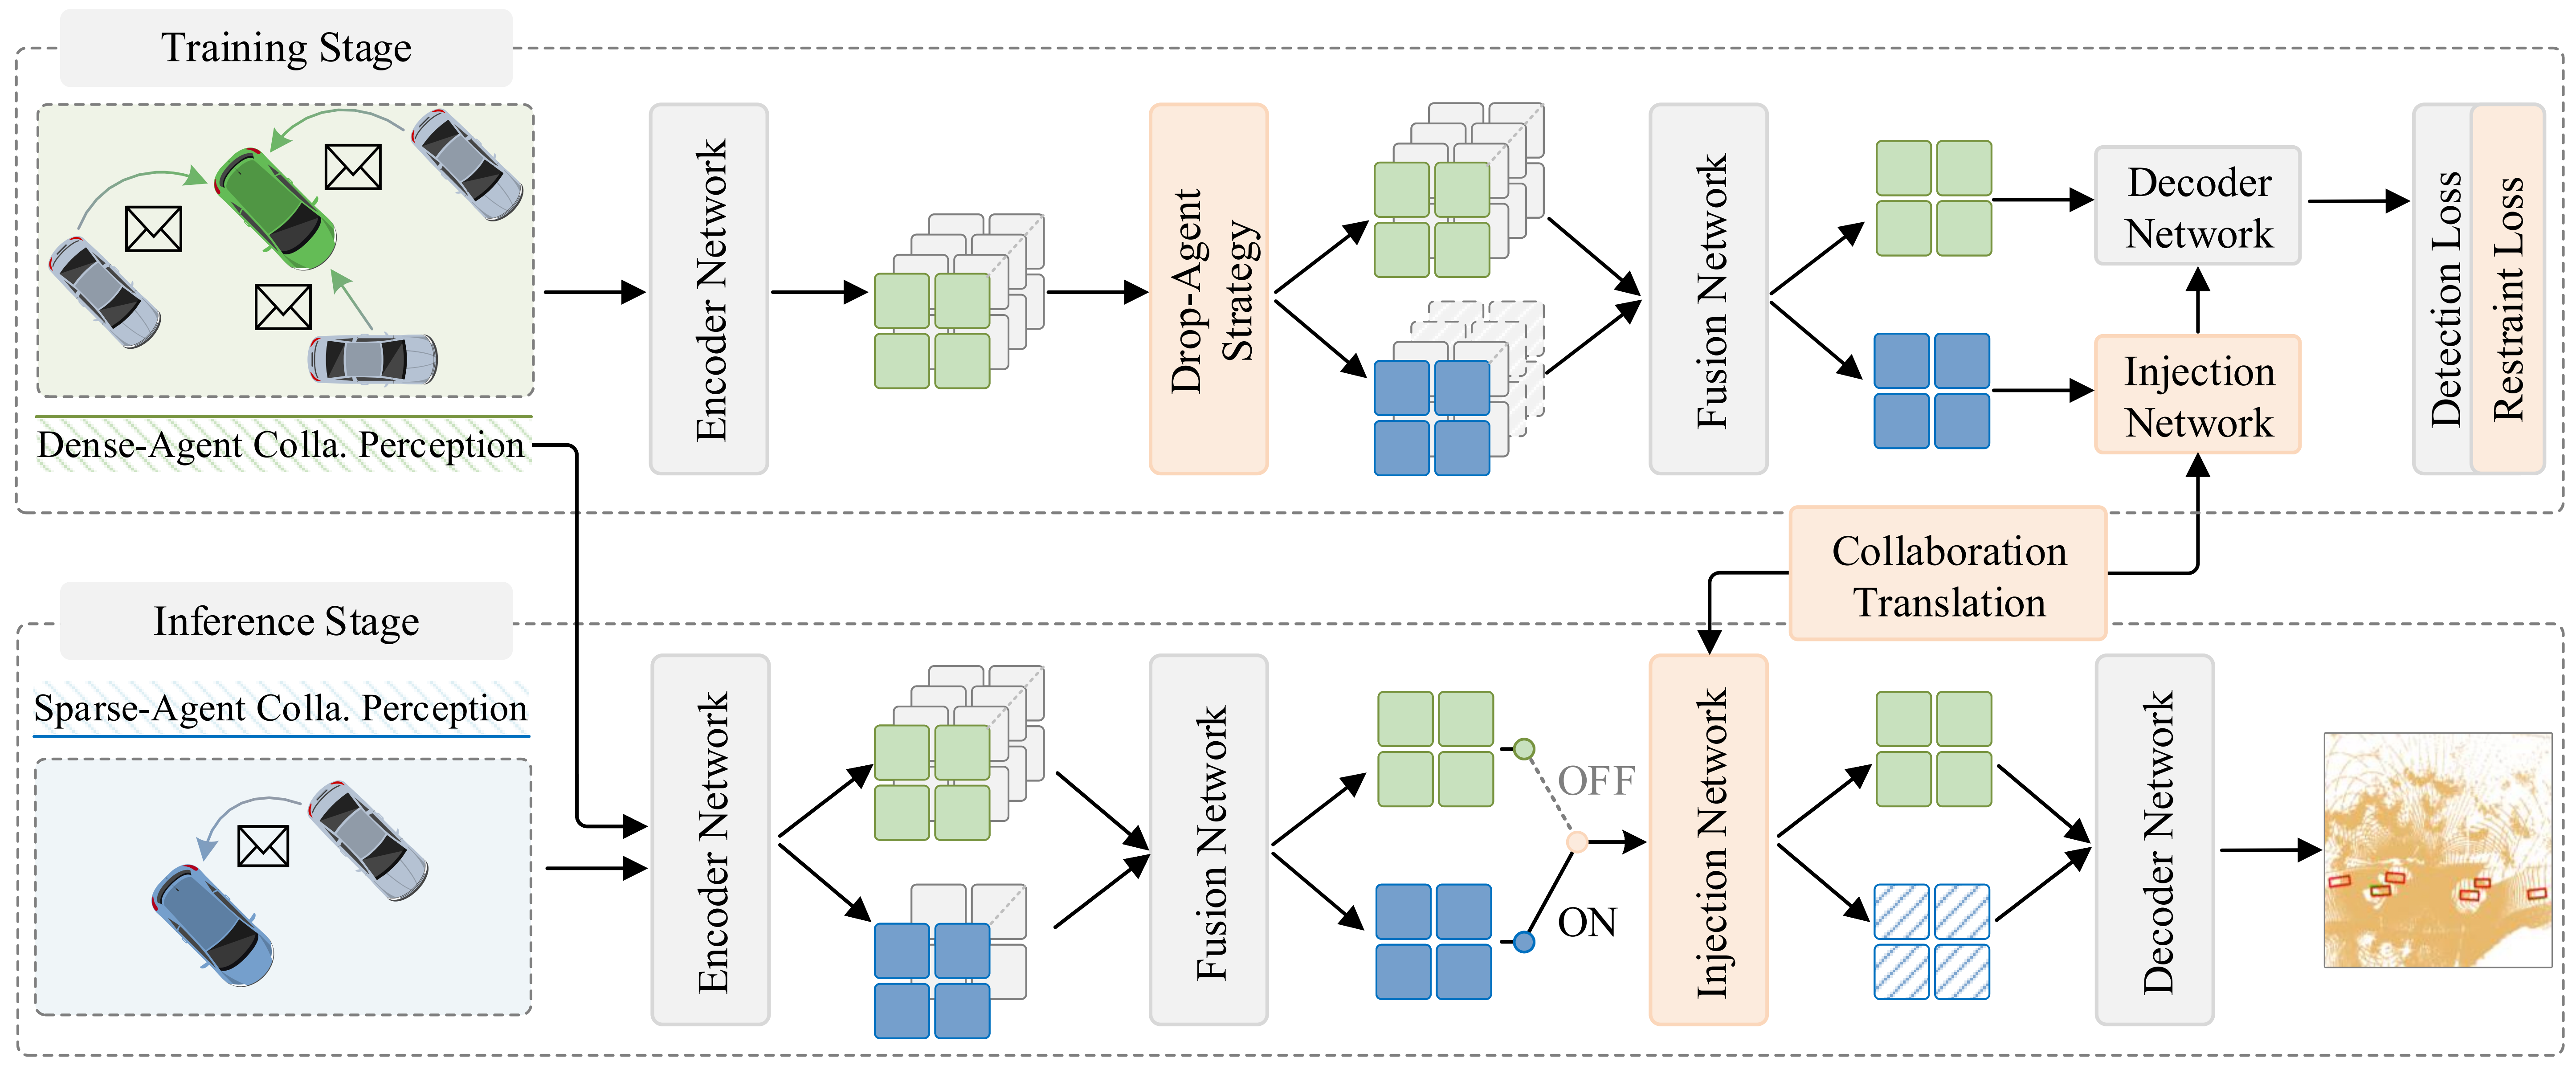 Training Stage
Encoder Network
Drop-Agent
Strategy
Fusion Network
Decoder
Network
Injection
Network
Detection Loss
Restraint Loss
Dense-Agent Colla. Perception
Collaboration
Translation
Inference Stage
Sparse-Agent Colla. Perception
Encoder Network
Fusion Network
OFF
ON
Injection Network
Decoder Network